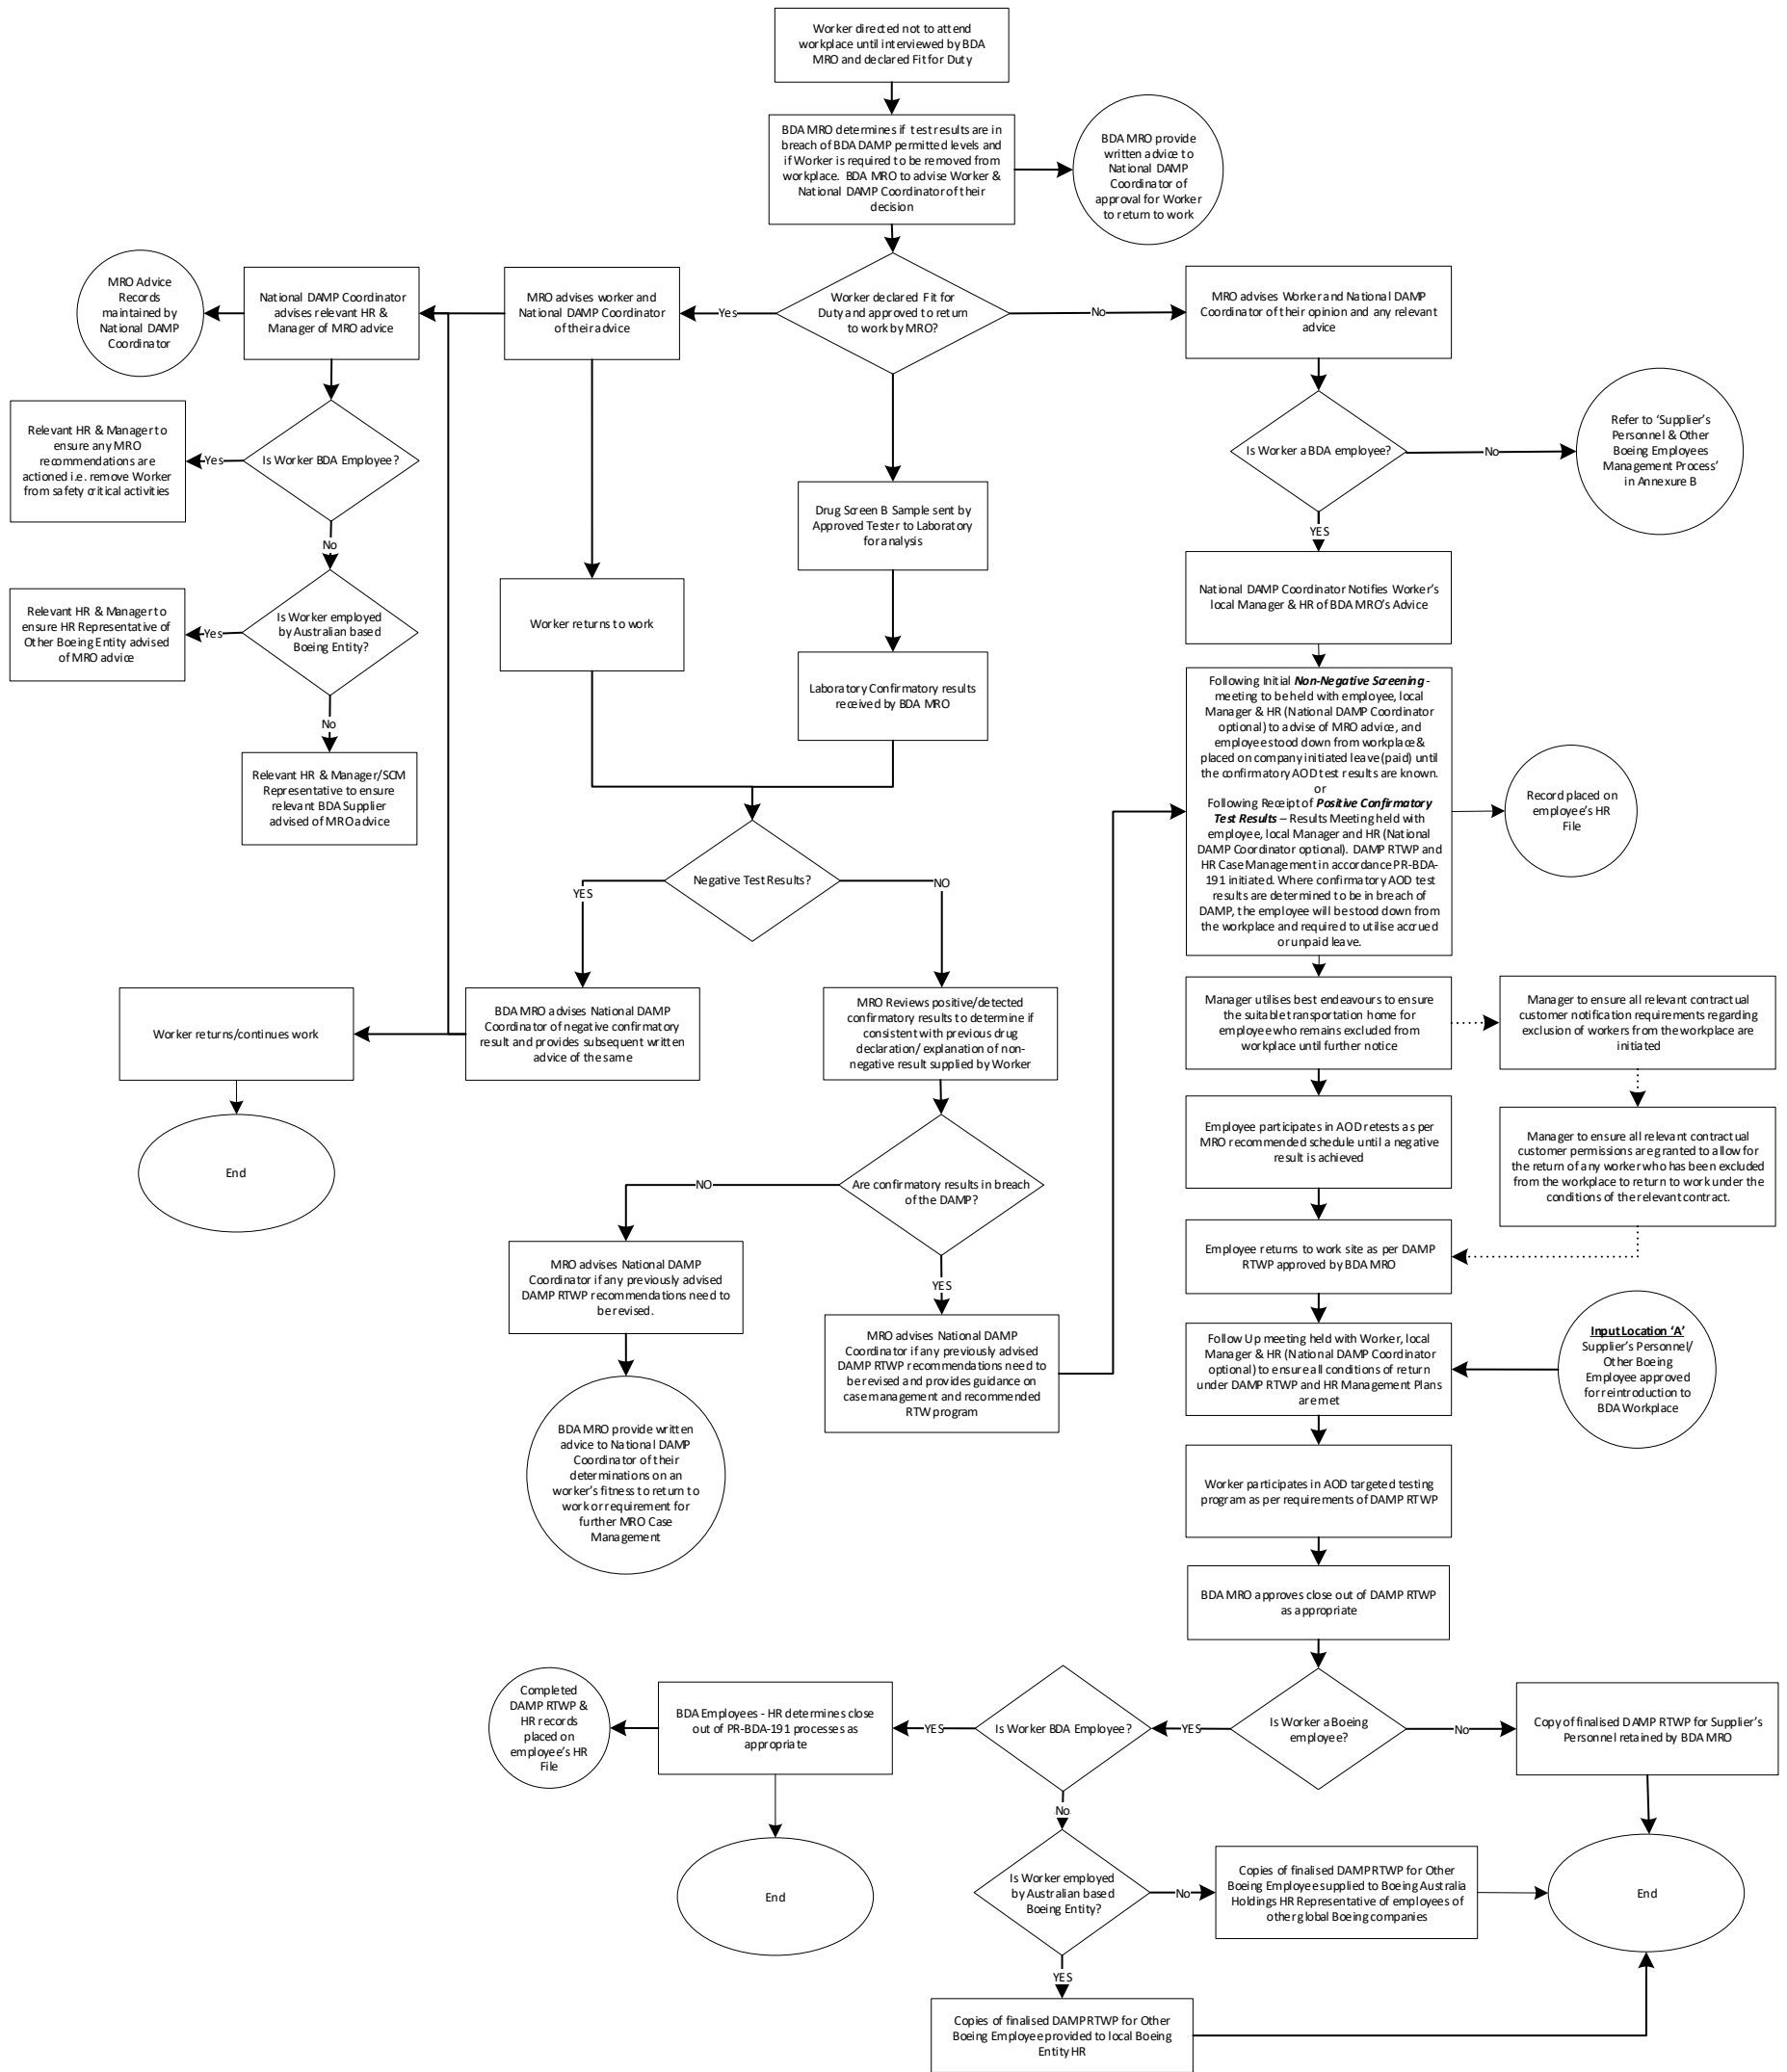 Worker directed not to attend
workplace until interviewed by BDA
MRO and declared Fit for Duty
BDA MRO determines if test results are in
breach of BDA DAMP permitted levels and
if Worker is required to be removed from
workplace. BDA MRO to advise Worker &
National DAMP Coordinator of their
decision
BDA MRO provide
written advice to
National DAMP
Coordinator of
approval for Worker
to return to work
MRO Advice
Records
maintained by
National DAMP
Coordinator
National DAMP Coordinator
advises relevant HR &
Manager of MRO advice
MRO advises worker and
National DAMP Coordinator
of their advice
Yes
Worker declared Fit for
Duty and approved to return
to work by MRO?
No
MRO advises Worker and National DAMP
Coordinator of their opinion and any relevant
advice
Relevant HR & Manager to
ensure any MRO
recommendations are
actioned i.e. remove Worker
from safety critical activities
Yes
Is Worker BDA Employee?
No
Is Worker a BDA employee?
No
Refer to ‘Supplier’s
Personnel & Other
Boeing Employees
Management Process’
in Annexure B
YES
Drug Screen B Sample sent by
Approved Tester to Laboratory
for analysis
Relevant HR & Manager to
ensure HR Representative of
Other Boeing Entity advised
of MRO advice
Yes
Is Worker employed
by Australian based
Boeing Entity?
No
Worker returns to work
National DAMP Coordinator Notifies Worker’s
local Manager & HR of BDA MRO’s Advice
Laboratory Confirmatory results
received by BDA MRO
Relevant HR & Manager/SCM
Representative to ensure
relevant BDA Supplier
advised of MRO advice
Following Initial Non-Negative Screening -
meeting to be held with employee, local
Manager & HR (National DAMP Coordinator
optional) to advise of MRO advice, and
employee stood down from workplace &
placed on company initiated leave (paid) until
the confirmatory AOD test results are known.
or
Following Receipt of Positive Confirmatory
Test Results – Results Meeting held with
employee, local Manager and HR (National
DAMP Coordinator optional). DAMP RTWP and
HR Case Management in accordance PR-BDA-
191 initiated. Where confirmatory AOD test
results are determined to be in breach of
DAMP, the employee will be stood down from
the workplace and required to utilise accrued
or unpaid leave.
Record placed on
employee’s HR
File
Negative Test Results?
YES
NO
Worker returns/continues work
BDA MRO advises National DAMP
Coordinator of negative confirmatory
result and provides subsequent written
advice of the same
MRO Reviews positive/detected
confirmatory results to determine if
consistent with previous drug
declaration/ explanation of non-
negative result supplied by Worker
Manager utilises best endeavours to ensure
the suitable transportation home for
employee who remains excluded from
workplace until further notice
Manager to ensure all relevant contractual
customer notification requirements regarding
exclusion of workers from the workplace are
initiated
End
Are confirmatory results in breach
of the DAMP?
NO
YES
Employee participates in AOD retests as per
MRO recommended schedule until a negative
result is achieved
Manager to ensure all relevant contractual
customer permissions are granted to allow for
the return of any worker who has been excluded
from the workplace to return to work under the
conditions of the relevant contract.
MRO advises National DAMP
Coordinator if any previously advised
DAMP RTWP recommendations need to
be revised.
Employee returns to work site as per DAMP
RTWP approved by BDA MRO
MRO advises National DAMP
Coordinator if any previously advised
DAMP RTWP recommendations need to
be revised and provides guidance on
case management and recommended
RTW program
Follow Up meeting held with Worker, local
Manager & HR (National DAMP Coordinator
optional) to ensure all conditions of return
under DAMP RTWP and HR Management Plans
are met
Input Location ‘A’
Supplier’s Personnel/
Other Boeing
Employee approved
for reintroduction to
BDA Workplace
BDA MRO provide written
advice to National DAMP
Coordinator of their
determinations on an
worker’s fitness to return to
work or requirement for
further MRO Case
Management
Worker participates in AOD targeted testing
program as per requirements of DAMP RTWP
BDA MRO approves close out of DAMP RTWP
as appropriate
Completed
DAMP RTWP &
HR records
placed on
employee’s HR
File
BDA Employees - HR determines close
out of PR-BDA-191 processes as
appropriate
YES
Is Worker BDA Employee?
YES
Is Worker a Boeing
employee?
No
Copy of finalised DAMP RTWP for Supplier’s
Personnel retained by BDA MRO
No
End
Is Worker employed
by Australian based
Boeing Entity?
No
Copies of finalised DAMP RTWP for Other
Boeing Employee supplied to Boeing Australia
Holdings HR Representative of employees of
other global Boeing companies
End
YES
Copies of finalised DAMP RTWP for Other
Boeing Employee provided to local Boeing
Entity HR